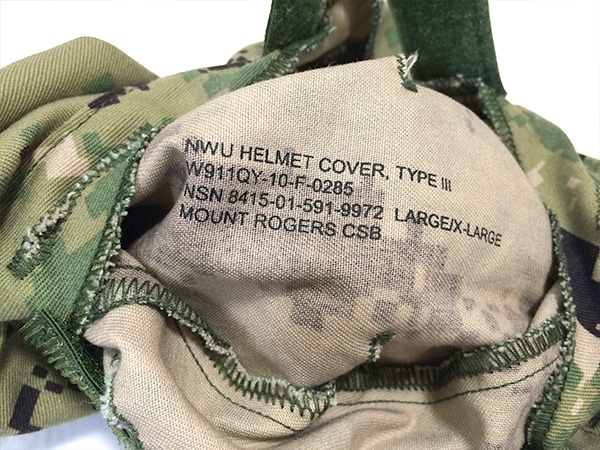 NWU HELMET COVER, TYPE III
W911QY-10-F-0285
NSN 8415-01-591-9972 LARGE/X-LARGE
MOUNT ROGERS CSB